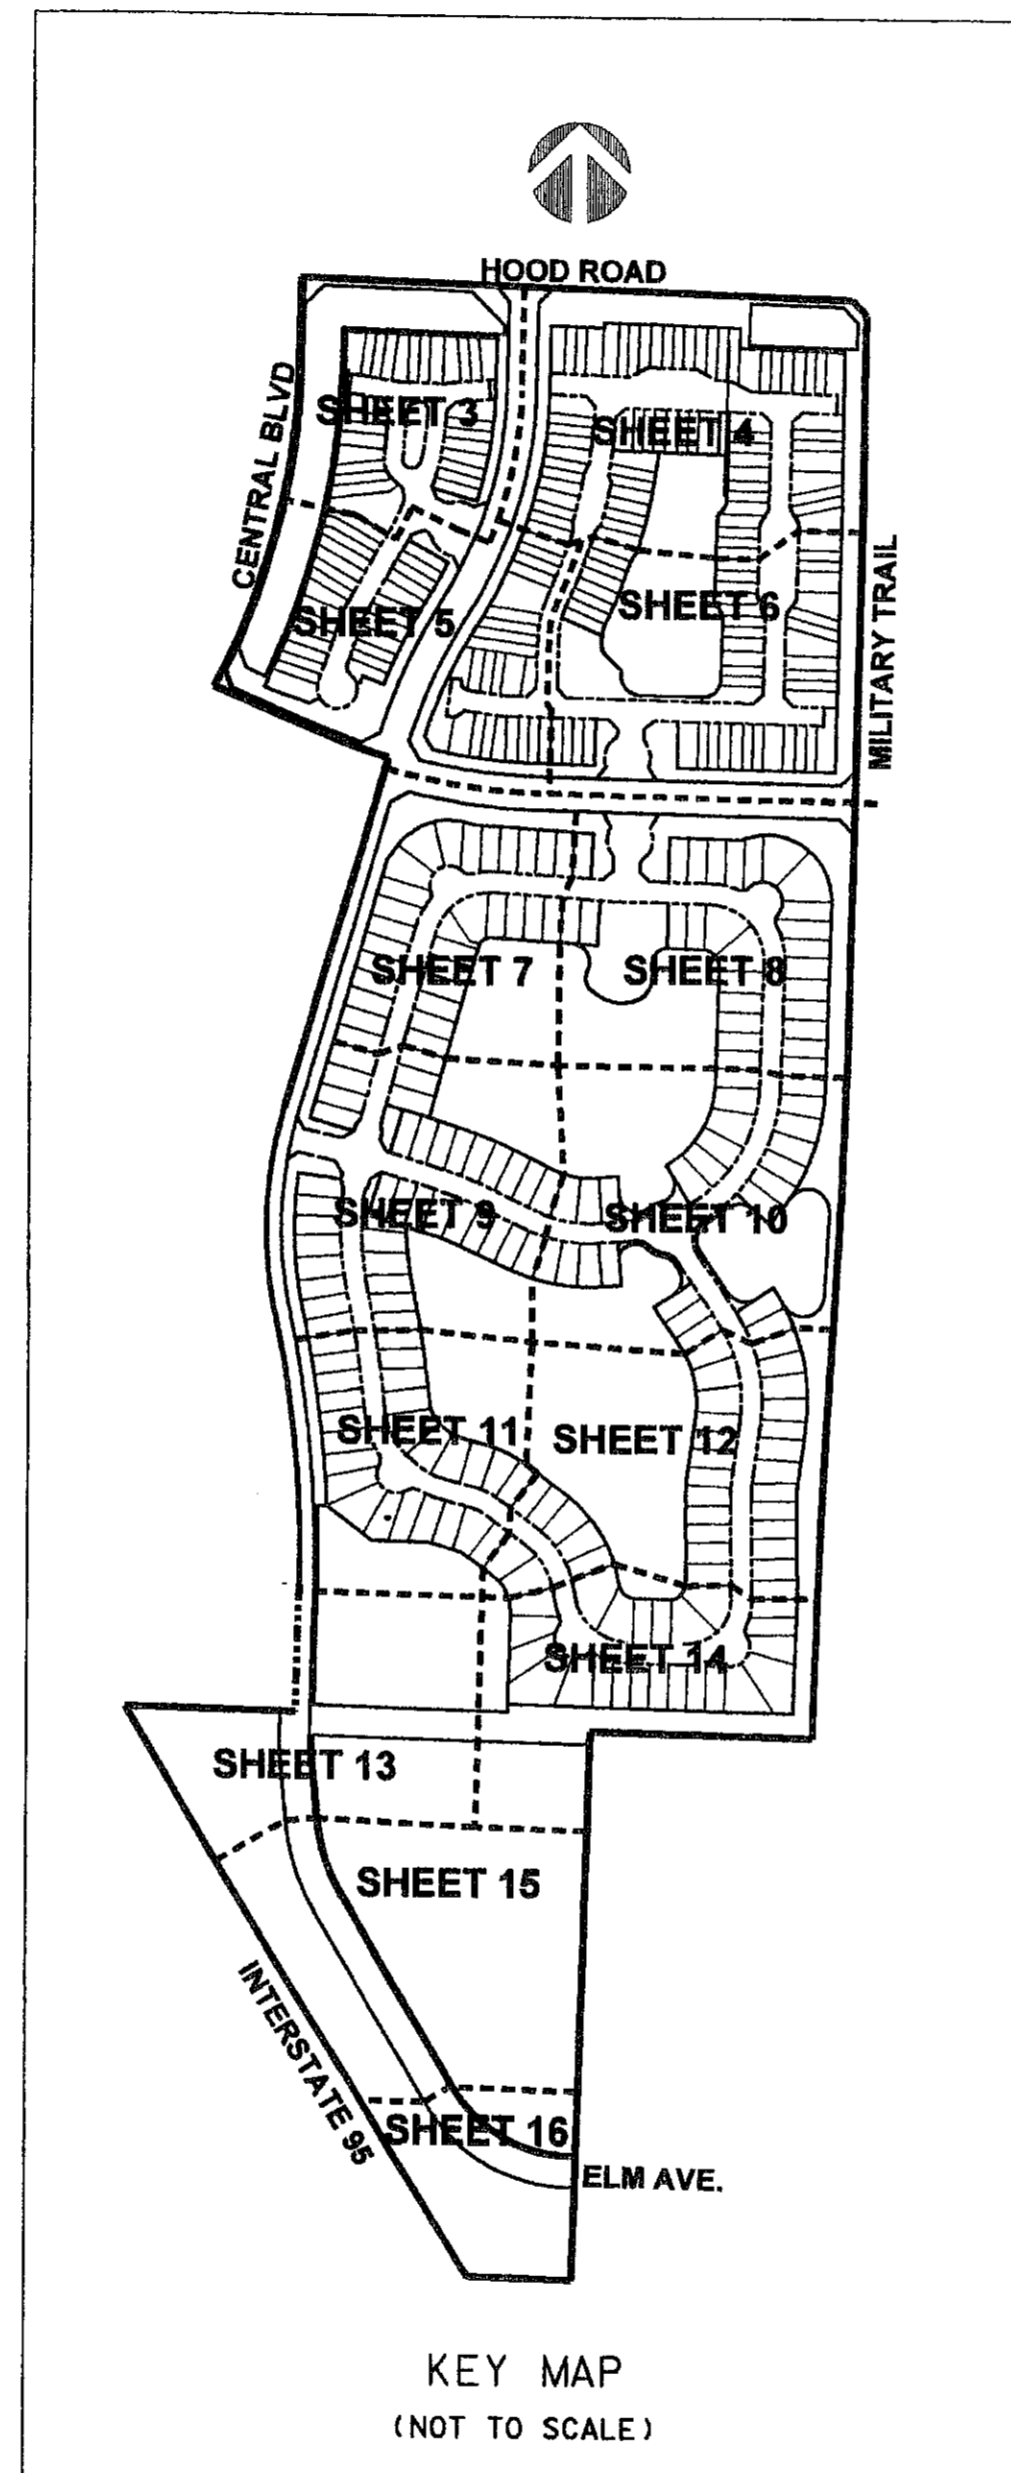 HOOD ROAD
CENTRAL BLVD
SHEET 3
SHEET 4
SHEET 5
SHEET 6
MILITARY TRAIL
SHEET 7
SHEET 8
SHEET 9
SHEET 10
SHEET 11
SHEET 12
SHEET 14
SHEET 13
SHEET 15
INTERSTATE 95
SHEET 16
ELM AVE.
KEY MAP
(NOT TO SCALE)